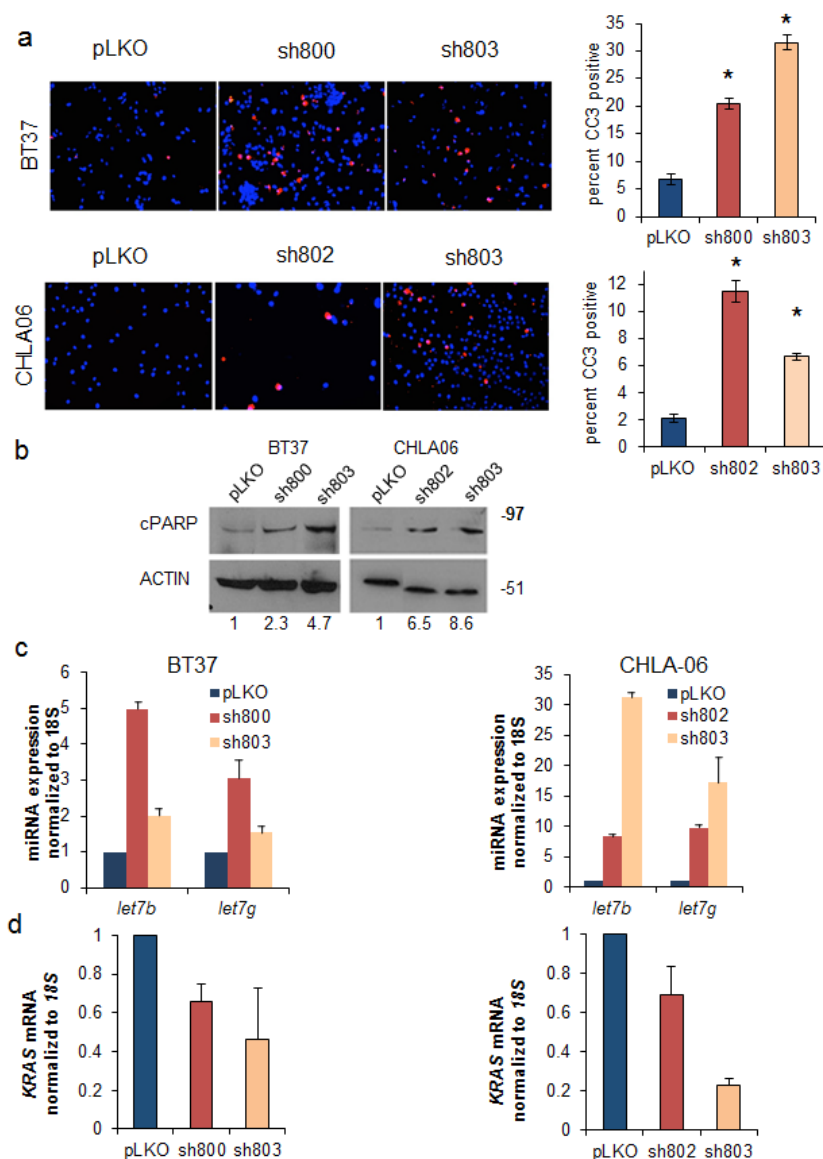 a
pLKO sh800 sh803
BT37
percent CC3 positive
35
30
25
20
15
10
5
0
* *
pLKO sh800 sh803
pLKO sh802 sh803
CHLA06
percent CC3 positive
12
10
8
6
4
2
0
* *
pLKO sh802 sh803
b
BT37 CHLA06
pLKO sh800 sh803 pLKO sh802 sh803
cPARP -97
ACTIN -51
1 2.3 4.7 1 6.5 8.6
c
BT37
miRNA expression
normalized to 18S
6
5
4
3
2
1
0
pLKO
sh800
sh803
let7b let7g
CHLA-06
miRNA expression
normalized to 18S
35
30
25
20
15
10
5
0
pLKO
sh802
sh803
let7b let7g
d
KRAS mRNA
normalizd to 18S
1
0.8
0.6
0.4
0.2
0
pLKO sh800 sh803
KRAS mRNA
normalizd to 18S
1
0.8
0.6
0.4
0.2
0
pLKO sh802 sh803